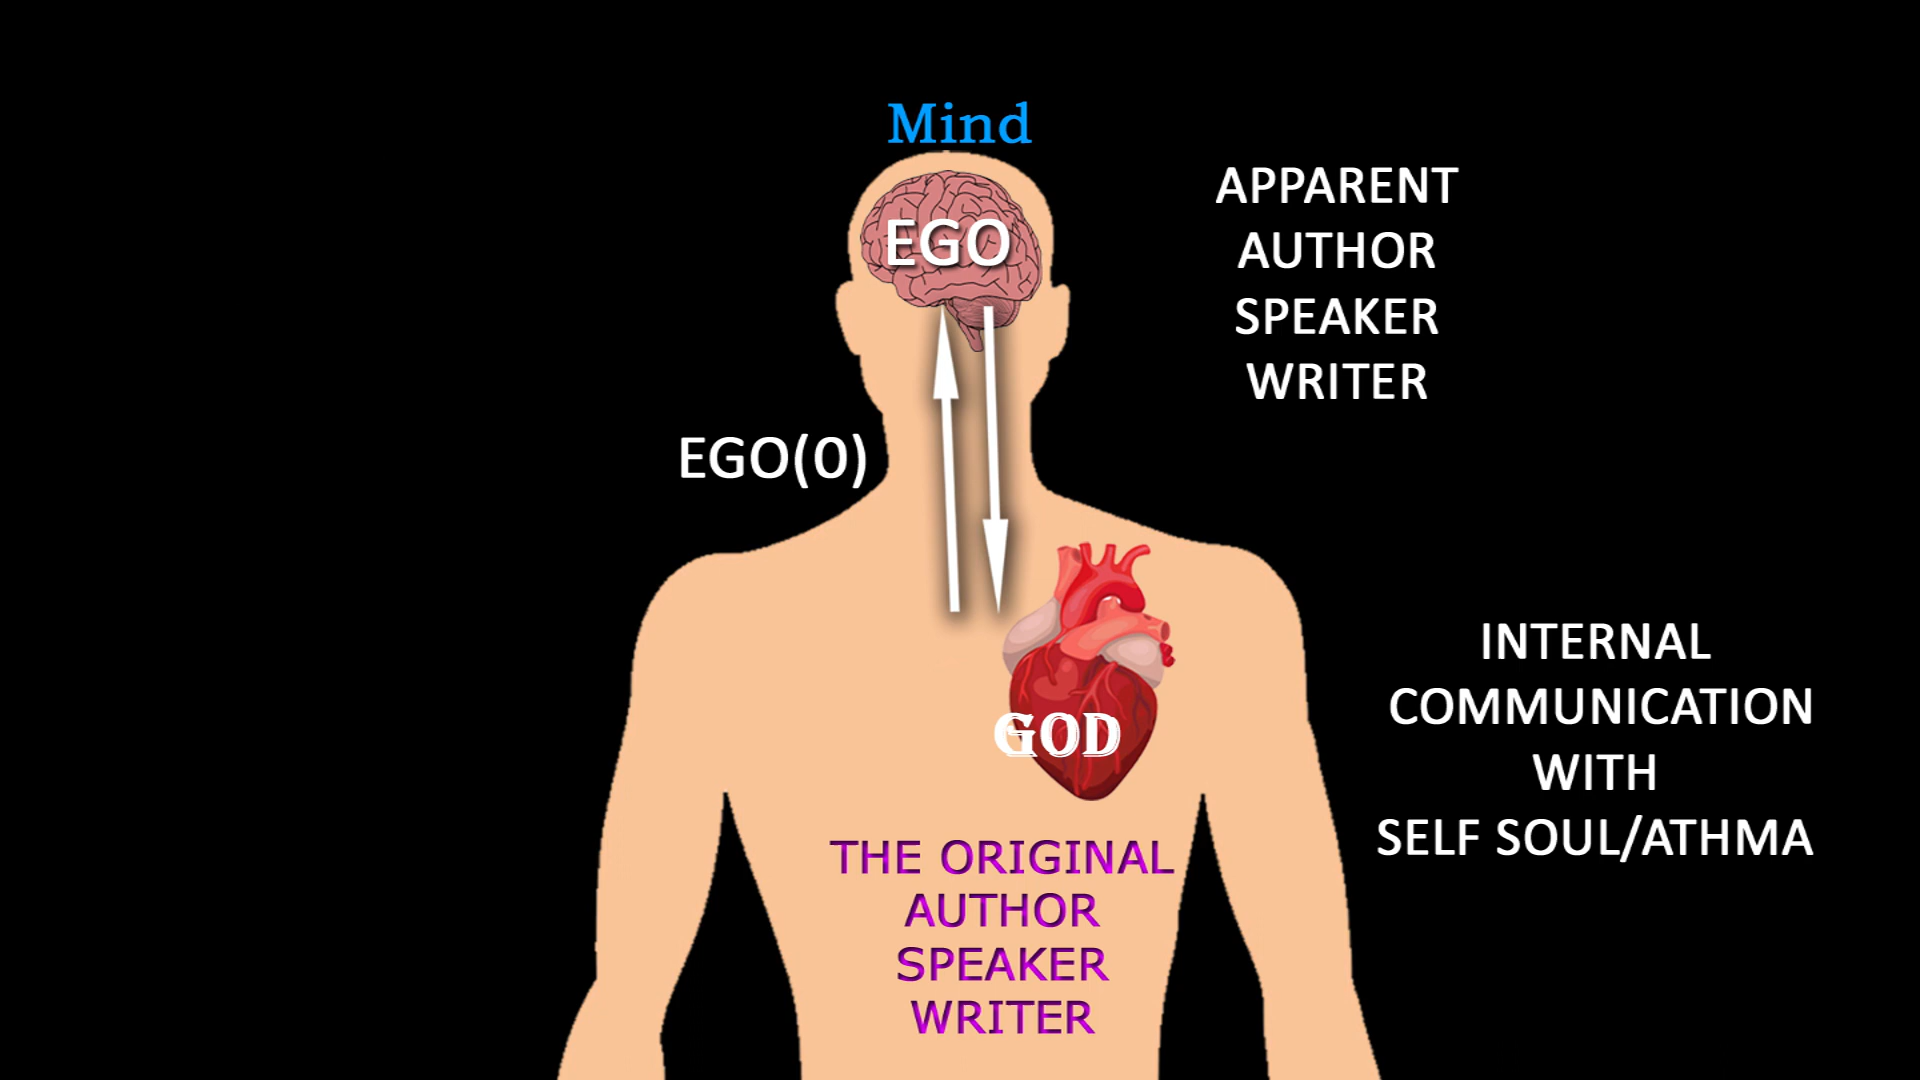 Mind
EGO
APPARENT
AUTHOR
SPEAKER
WRITER
EGO(0)
GOD
INTERNAL
COMMUNICATION
WITH
SELF SOUL/ATHMA
THE ORIGINAL
AUTHOR
SPEAKER
WRITER